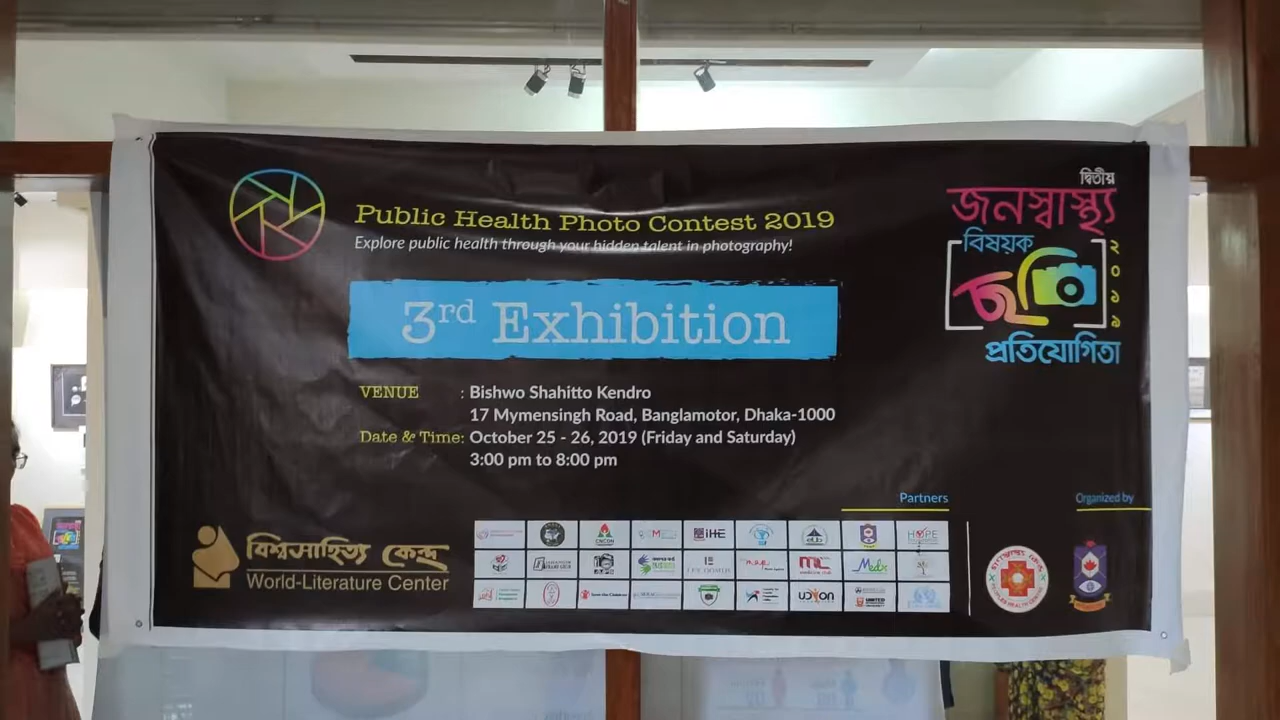 Public Health Photo Contest 2019
Explore public health through your hidden talent in photography!
3rd Exhibition
VENUE : Bishwo Shahitto Kendro
17 Mymensingh Road, Banglamotor, Dhaka-1000
Date & Time: October 25 - 26, 2019 (Friday and Saturday)
3:00 pm to 8:00 pm
দ্বিতীয়
জনস্বাস্থ্য
বিষয়ক
ছবি
২০১৯
প্রতিযোগিতা
Partners
Organized by
বিশ্বসাহিত্য কেন্দ্র
World-Literature Center
iHE
HOPE
Save the Children
UDYON
UNITED